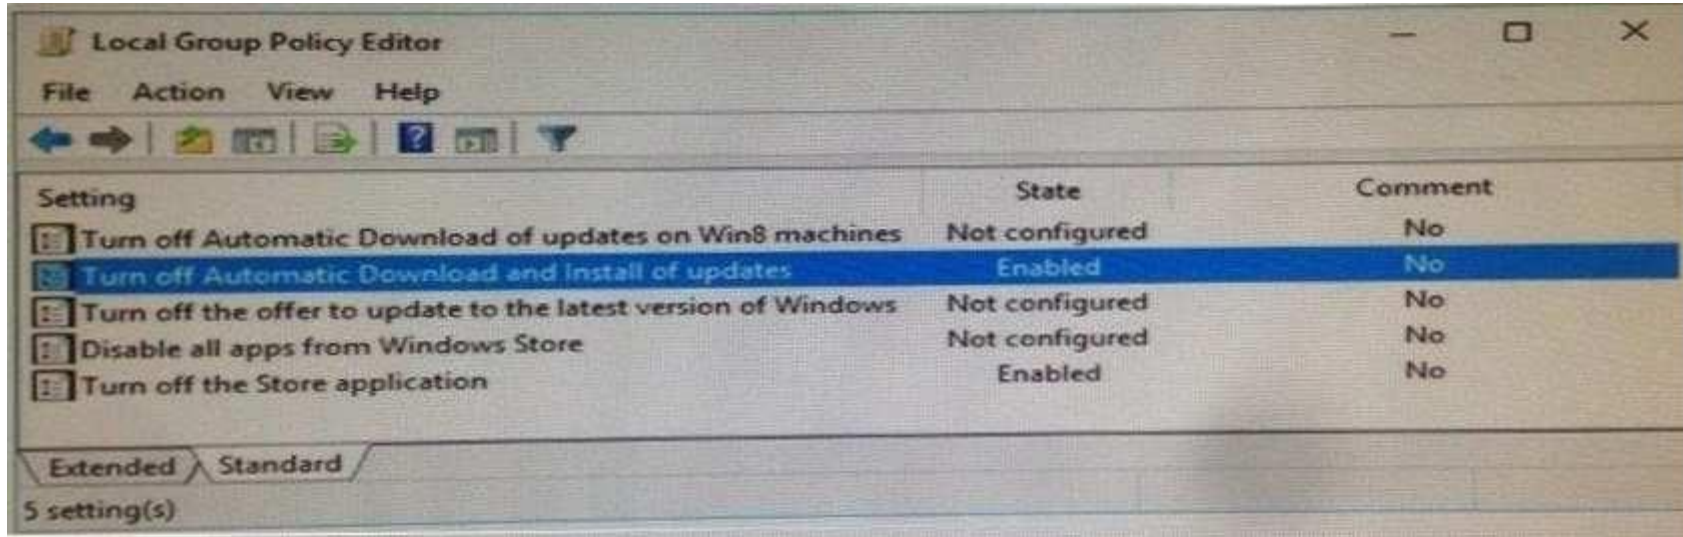 Local Group Policy Editor
File Action View Help
Setting State Comment
Turn off Automatic Download of updates on Win8 machines Not configured No
Turn off Automatic Download and Install of updates Enabled No
Turn off the offer to update to the latest version of Windows Not configured No
Disable all apps from Windows Store Not configured No
Turn off the Store application Enabled No
Extended Standard
5 setting(s)